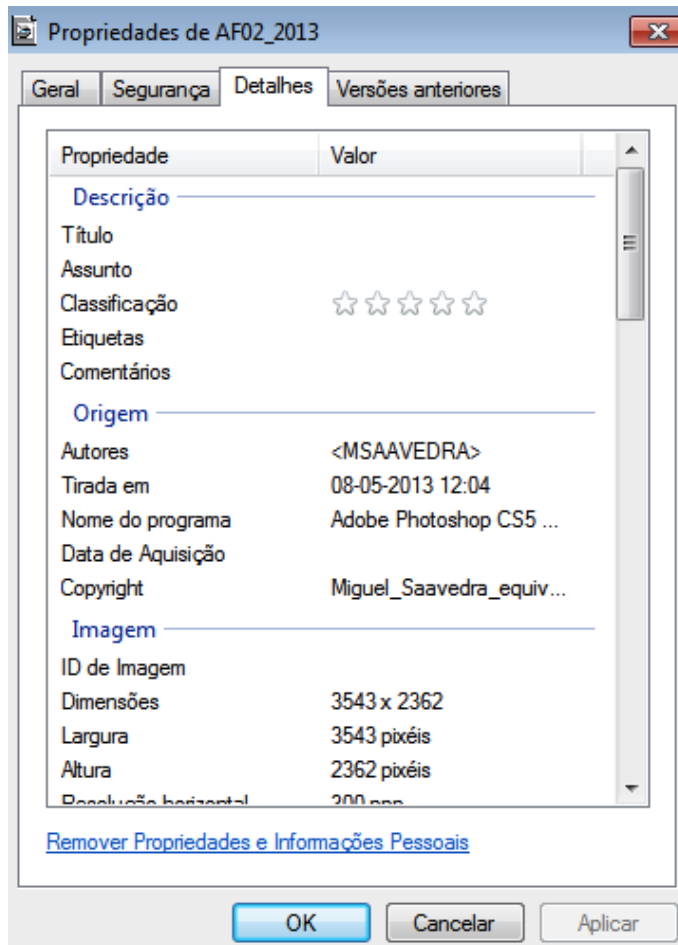 Propriedades de AF02_2013
Geral Segurança Detalhes Versões anteriores
Propriedade Valor
Descrição
Título
Assunto
Classificação
Etiquetas
Comentários
Origem
Autores <MSAAVEDRA>
Tirada em 08-05-2013 12:04
Nome do programa Adobe Photoshop CS5 ...
Data de Aquisição
Copyright Miguel_Saavedra_equiv...
Imagem
ID de Imagem
Dimensões 3543 x 2362
Largura 3543 pixéis
Altura 2362 pixéis
Resolução horizontal
Remover Propriedades e Informações Pessoais
OK Cancelar Aplicar